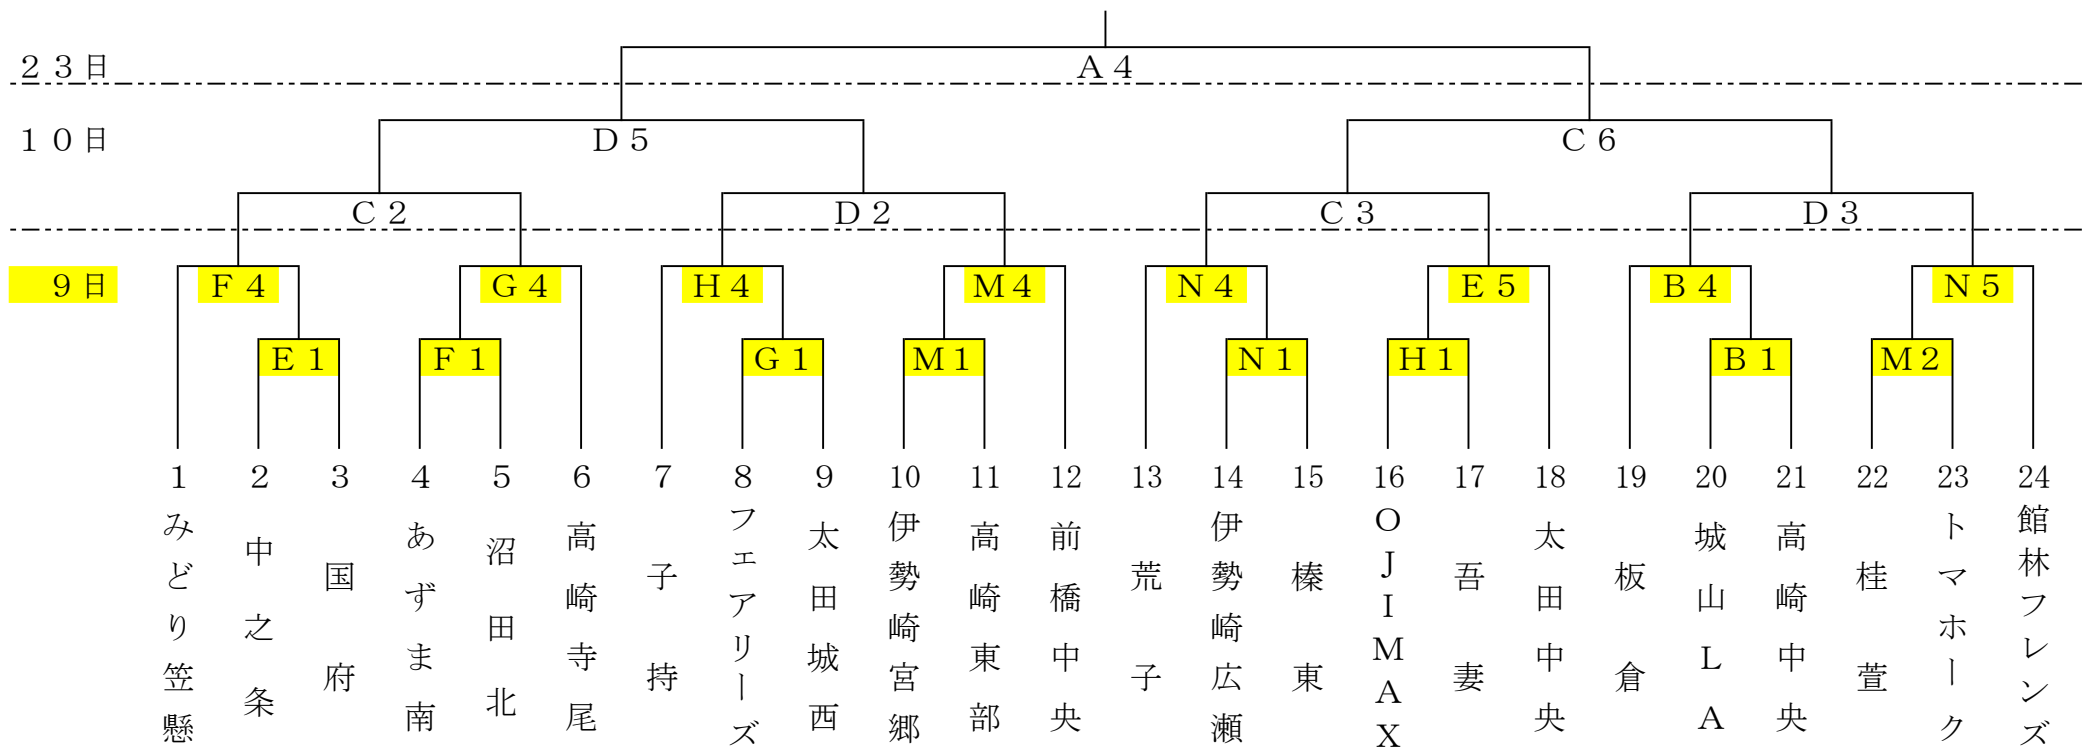 ２３日
Ａ４
１０日
Ｄ５
Ｃ６
Ｃ２
Ｄ２
Ｃ３
Ｄ３
９日
Ｆ４
Ｇ４
Ｈ４
Ｍ４
Ｎ４
Ｅ５
Ｂ４
Ｎ５
Ｅ１
Ｆ１
Ｇ１
Ｍ１
Ｎ１
Ｈ１
Ｂ１
Ｍ２
１
みどり笠懸
２
中之条
３
国府
４
あずま南
５
沼田北
６
高崎寺尾
７
子持
８
フェアリーズ
９
太田城西
10
伊勢崎宮郷
11
高崎東部
12
前橋中央
13
荒子
14
伊勢崎広瀬
15
榛東
16
ＯＪＩＭＡＸ
17
吾妻
18
太田中央
19
板倉
20
城山ＬＡ
21
高崎中央
22
桂萱
23
トマホーク
24
館林フレンズ